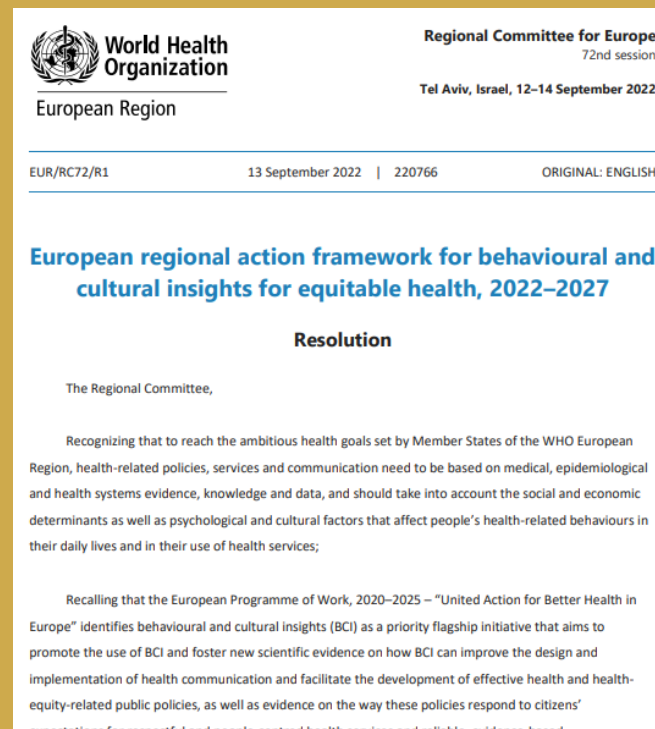 World Health
Organization
European Region
Regional Committee for Europe
72nd session
Tel Aviv, Israel, 12–14 September 2022
EUR/RC72/R1 13 September 2022 | 220766 ORIGINAL: ENGLISH
European regional action framework for behavioural and
cultural insights for equitable health, 2022–2027
Resolution
The Regional Committee,
Recognizing that to reach the ambitious health goals set by Member States of the WHO European
Region, health-related policies, services and communication need to be based on medical, epidemiological
and health systems evidence, knowledge and data, and should take into account the social and economic
determinants as well as psychological and cultural factors that affect people’s health-related behaviours in
their daily lives and in their use of health services;
Recalling that the European Programme of Work, 2020–2025 – “United Action for Better Health in
Europe” identifies behavioural and cultural insights (BCI) as a priority flagship initiative that aims to
promote the use of BCI and foster new scientific evidence on how BCI can improve the design and
implementation of health communication and facilitate the development of effective health and health-
equity-related public policies, as well as evidence on the way these policies respond to citizens’